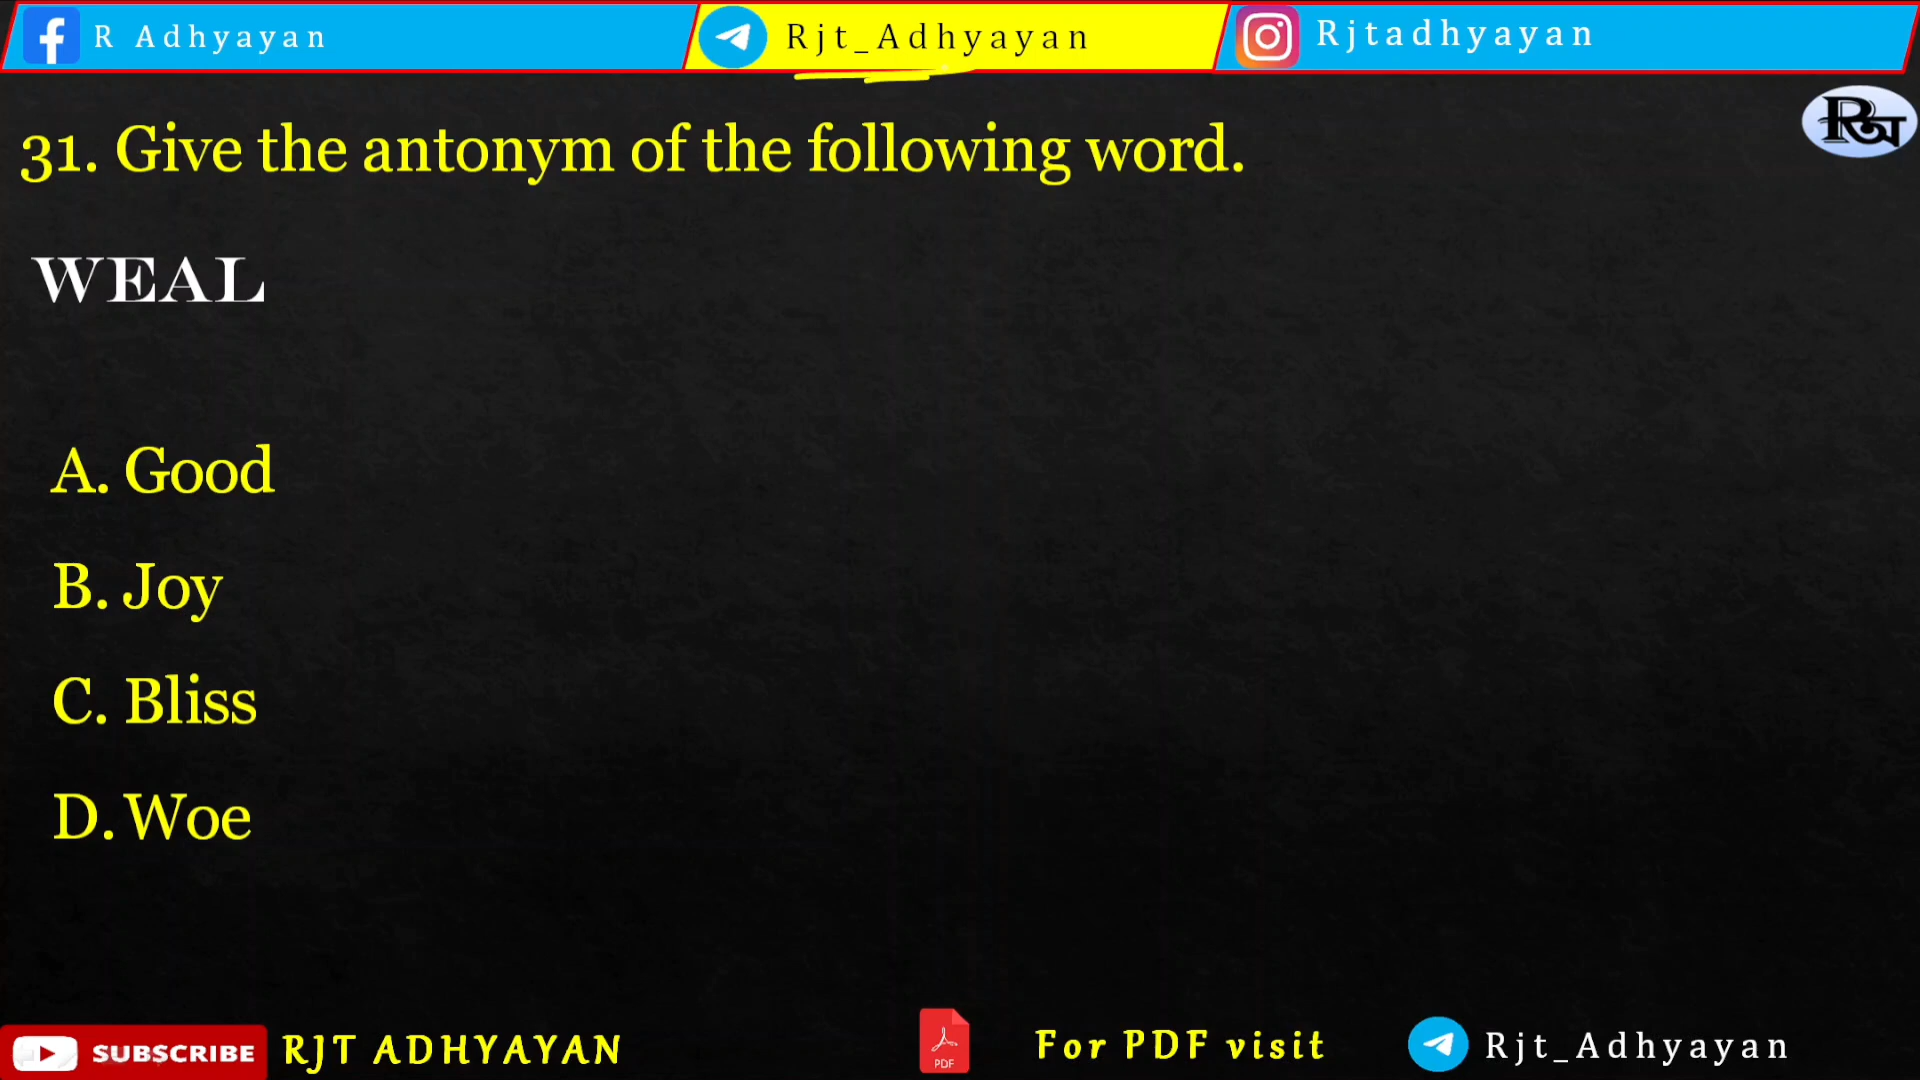 R Adhyayan
Rjt_Adhyayan
Rjtadhyayan
31. Give the antonym of the following word.
WEAL
A. Good
B. Joy
C. Bliss
D. Woe
SUBSCRIBE
RJT ADHYAYAN
PDF
For PDF visit
Rjt_Adhyayan